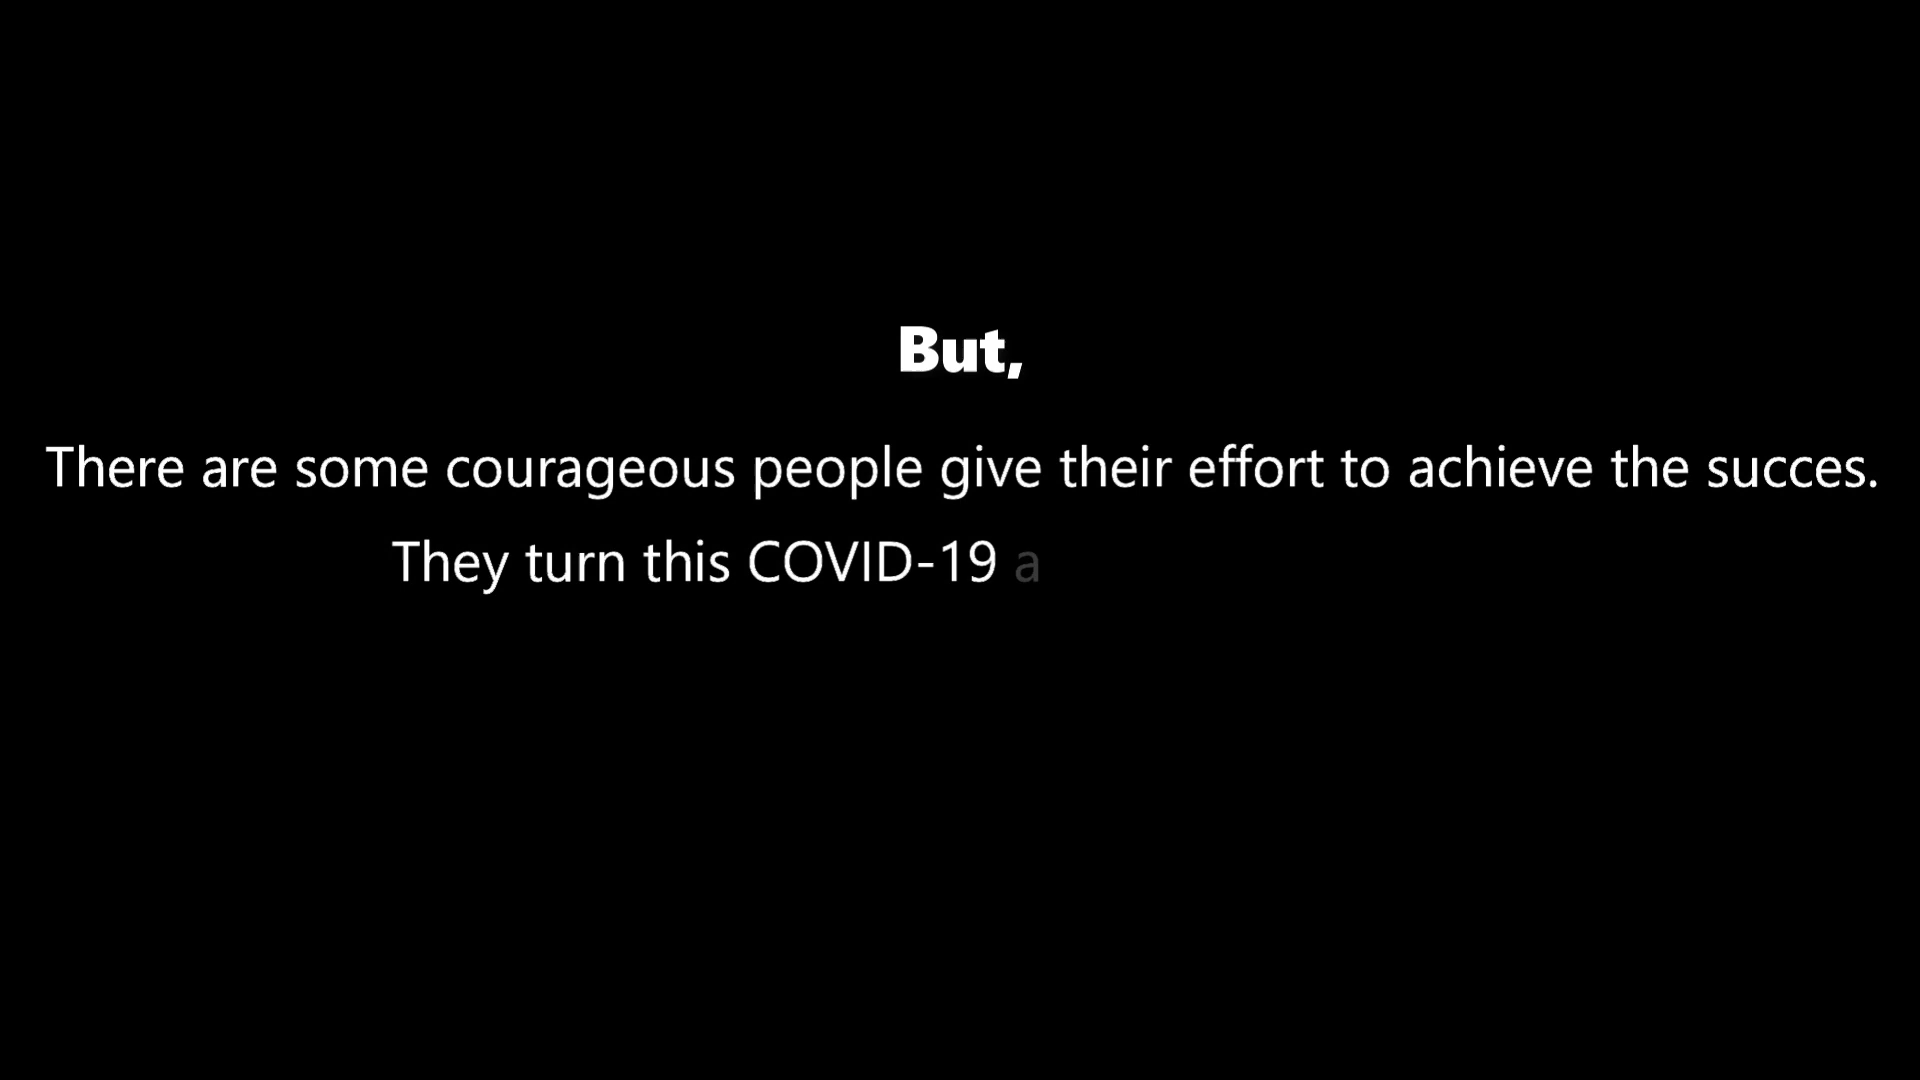 But,
There are some courageous people give their effort to achieve the succes.
They turn this COVID-19 a